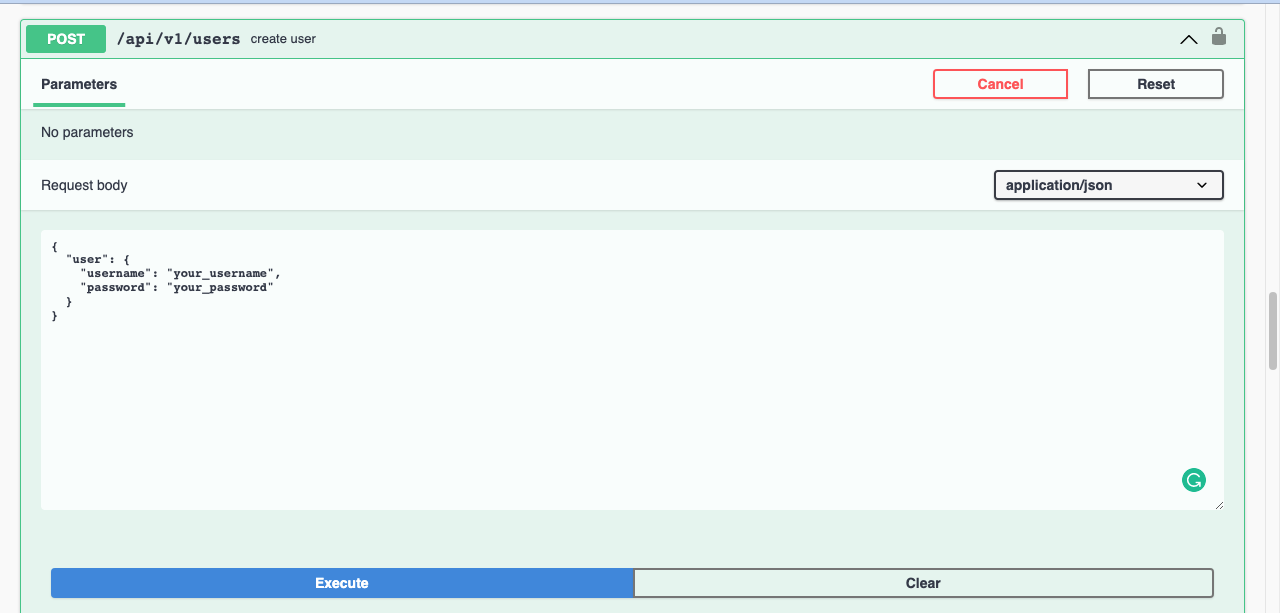 POST /api/v1/users create user
Parameters Cancel Reset
No parameters
Request body application/json
{
  "user": {
    "username": "your_username",
    "password": "your_password"
  }
}
Execute Clear